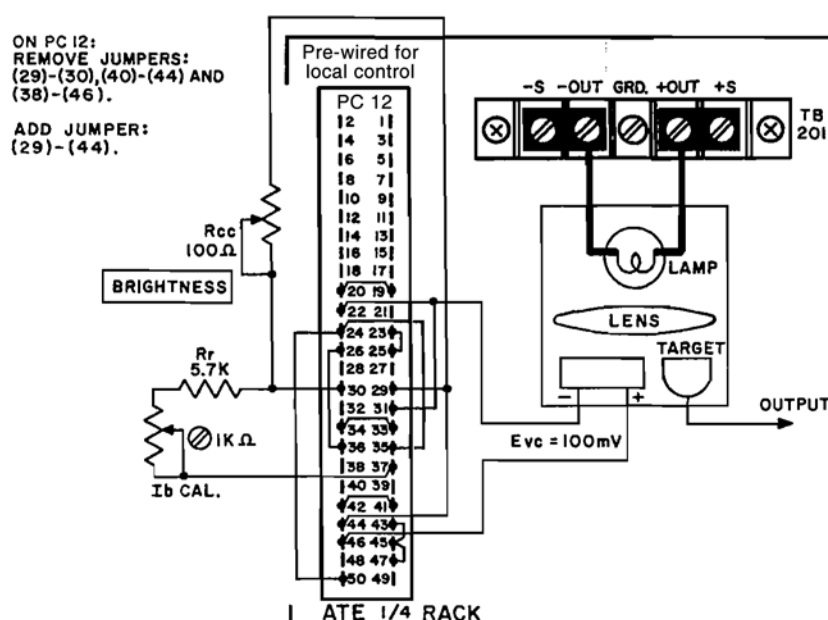 ON PC 12:
REMOVE JUMPERS:
(29)-(30),(40)-(44) AND
(38)-(46).
ADD JUMPER:
(29)-(44).
Pre-wired for
local control
PC 12
2 1
4 3
6 5
8 7
10 9
12 11
14 13
16 15
18 17
20 19
22 21
24 23
26 25
28 27
30 29
32 31
34 33
36 35
38 37
40 39
42 41
44 43
46 45
48 47
50 49
-S -OUT GRD. +OUT +S
TB
201
Rcc
100Ω
BRIGHTNESS
Rr
5.7K
1KΩ
Ib CAL.
LAMP
LENS
TARGET
- +
OUTPUT
Evc = 100mV
I ATE 1/4 RACK